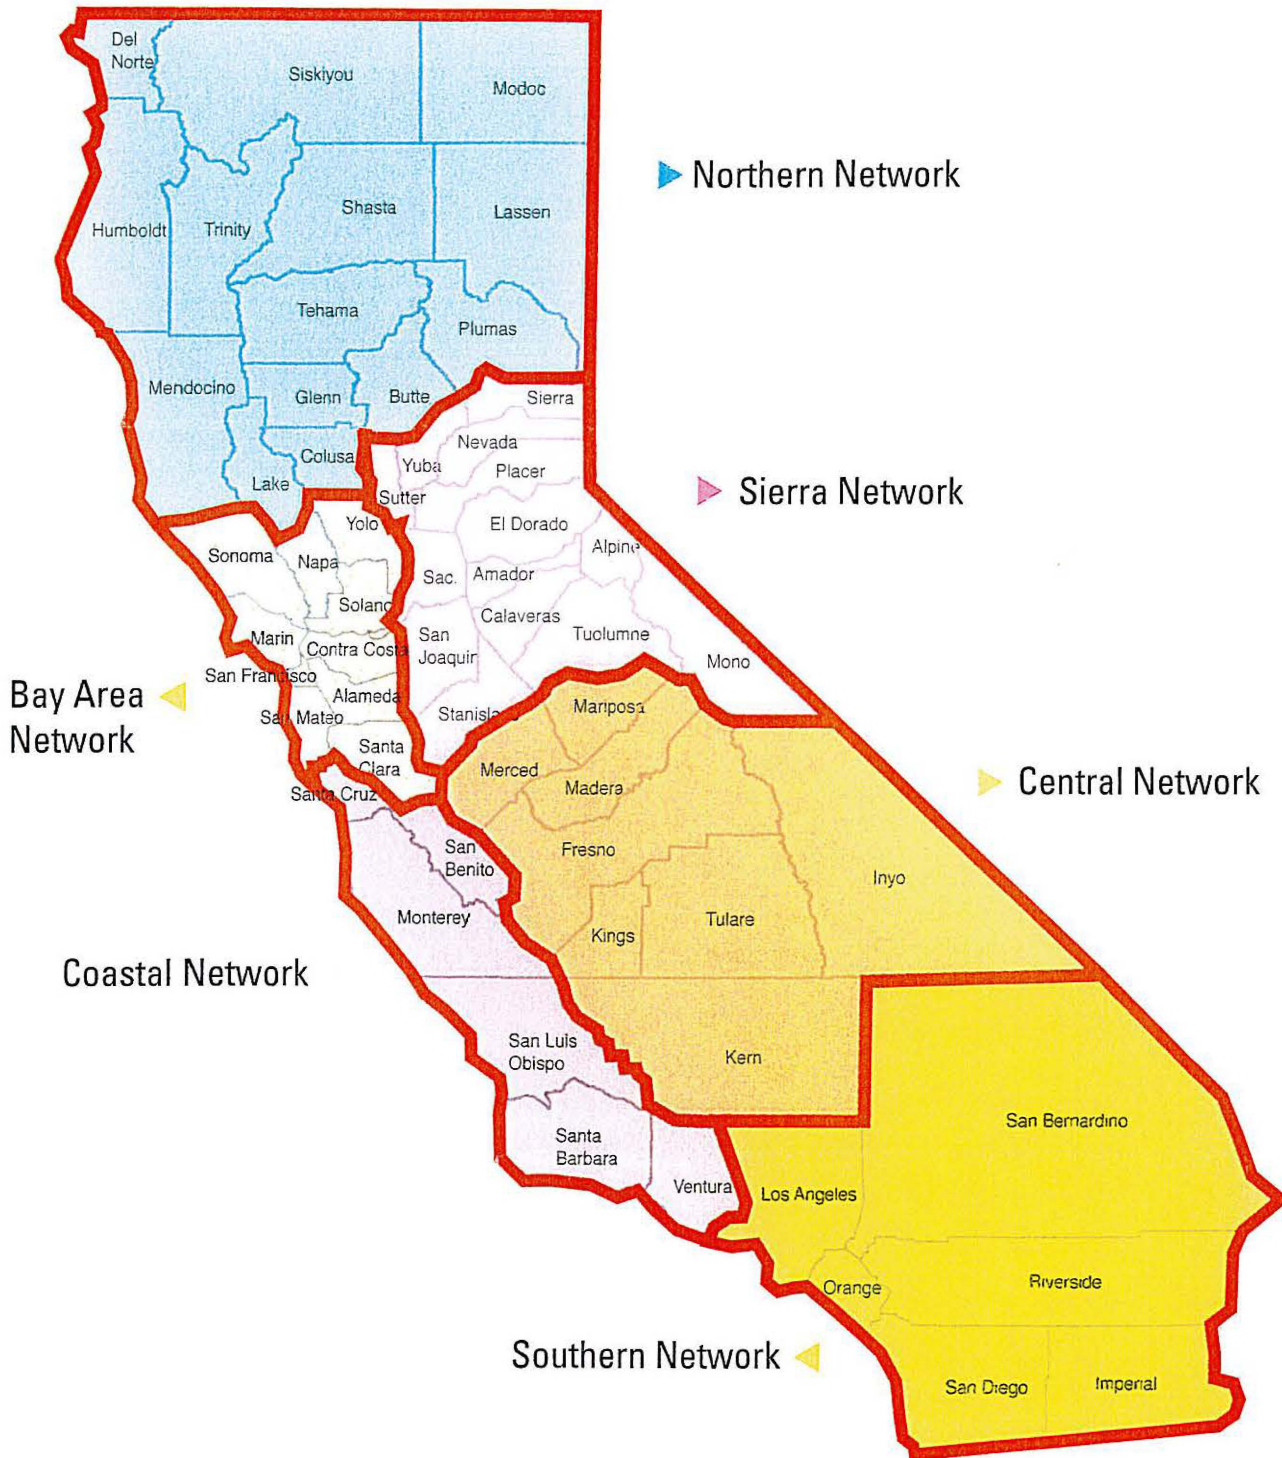 Del
Norte
Siskiyou
Modoc
Northern Network
Humboldt
Trinity
Shasta
Lassen
Tehama
Plumas
Mendocino
Glenn
Butte
Sierra
Colusa
Nevada
Yuba
Placer
Lake
Sutter
Sierra Network
Yolo
El Dorado
Sonoma
Napa
Alpine
Sac.
Amador
Solano
Calaveras
Marin
Contra Costa
San
Joaquin
Tuolumne
Mono
San Francisco
Bay Area
Network
Alameda
San Mateo
Stanislaus
Mariposa
Santa
Clara
Merced
Central Network
Santa Cruz
Madera
San
Benito
Fresno
Inyo
Monterey
Kings
Tulare
Coastal Network
San Luis
Obispo
Kern
San Bernardino
Santa
Barbara
Ventura
Los Angeles
Orange
Riverside
Southern Network
San Diego
Imperial